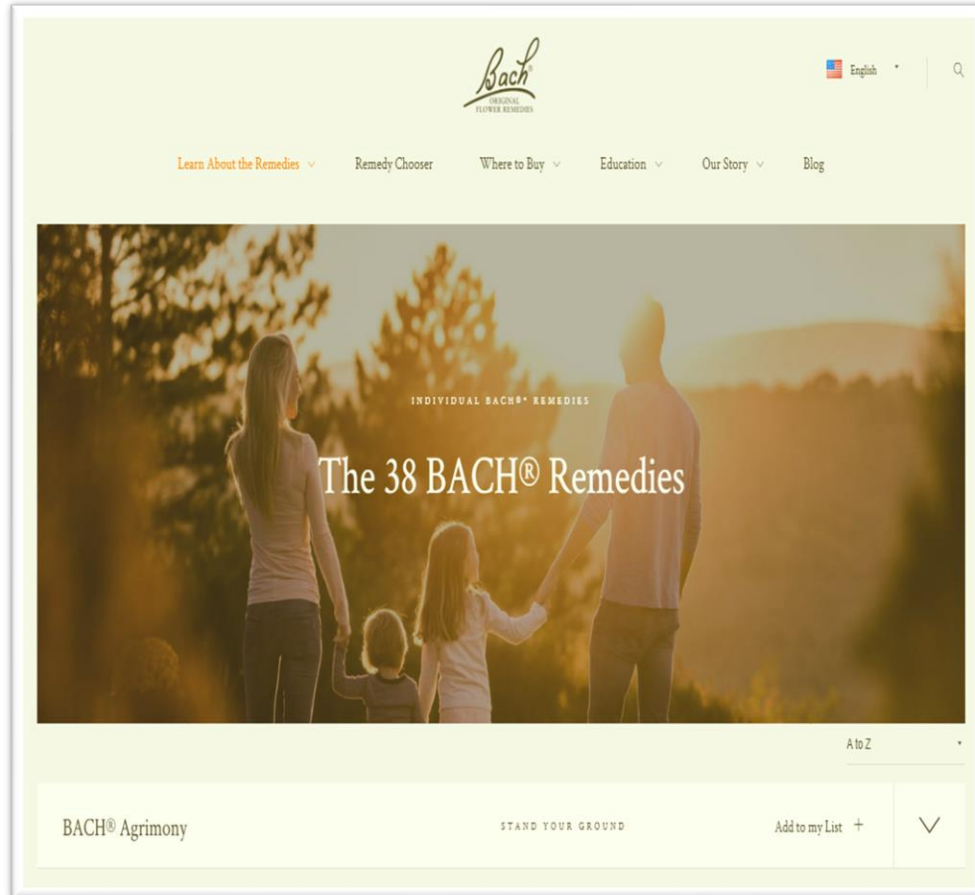 Bach®
ORIGINAL
FLOWER REMEDIES
English
Learn About the Remedies
Remedy Chooser
Where to Buy
Education
Our Story
Blog
INDIVIDUAL BACH®* REMEDIES
The 38 BACH® Remedies
A to Z
BACH® Agrimony
STAND YOUR GROUND
Add to my List +